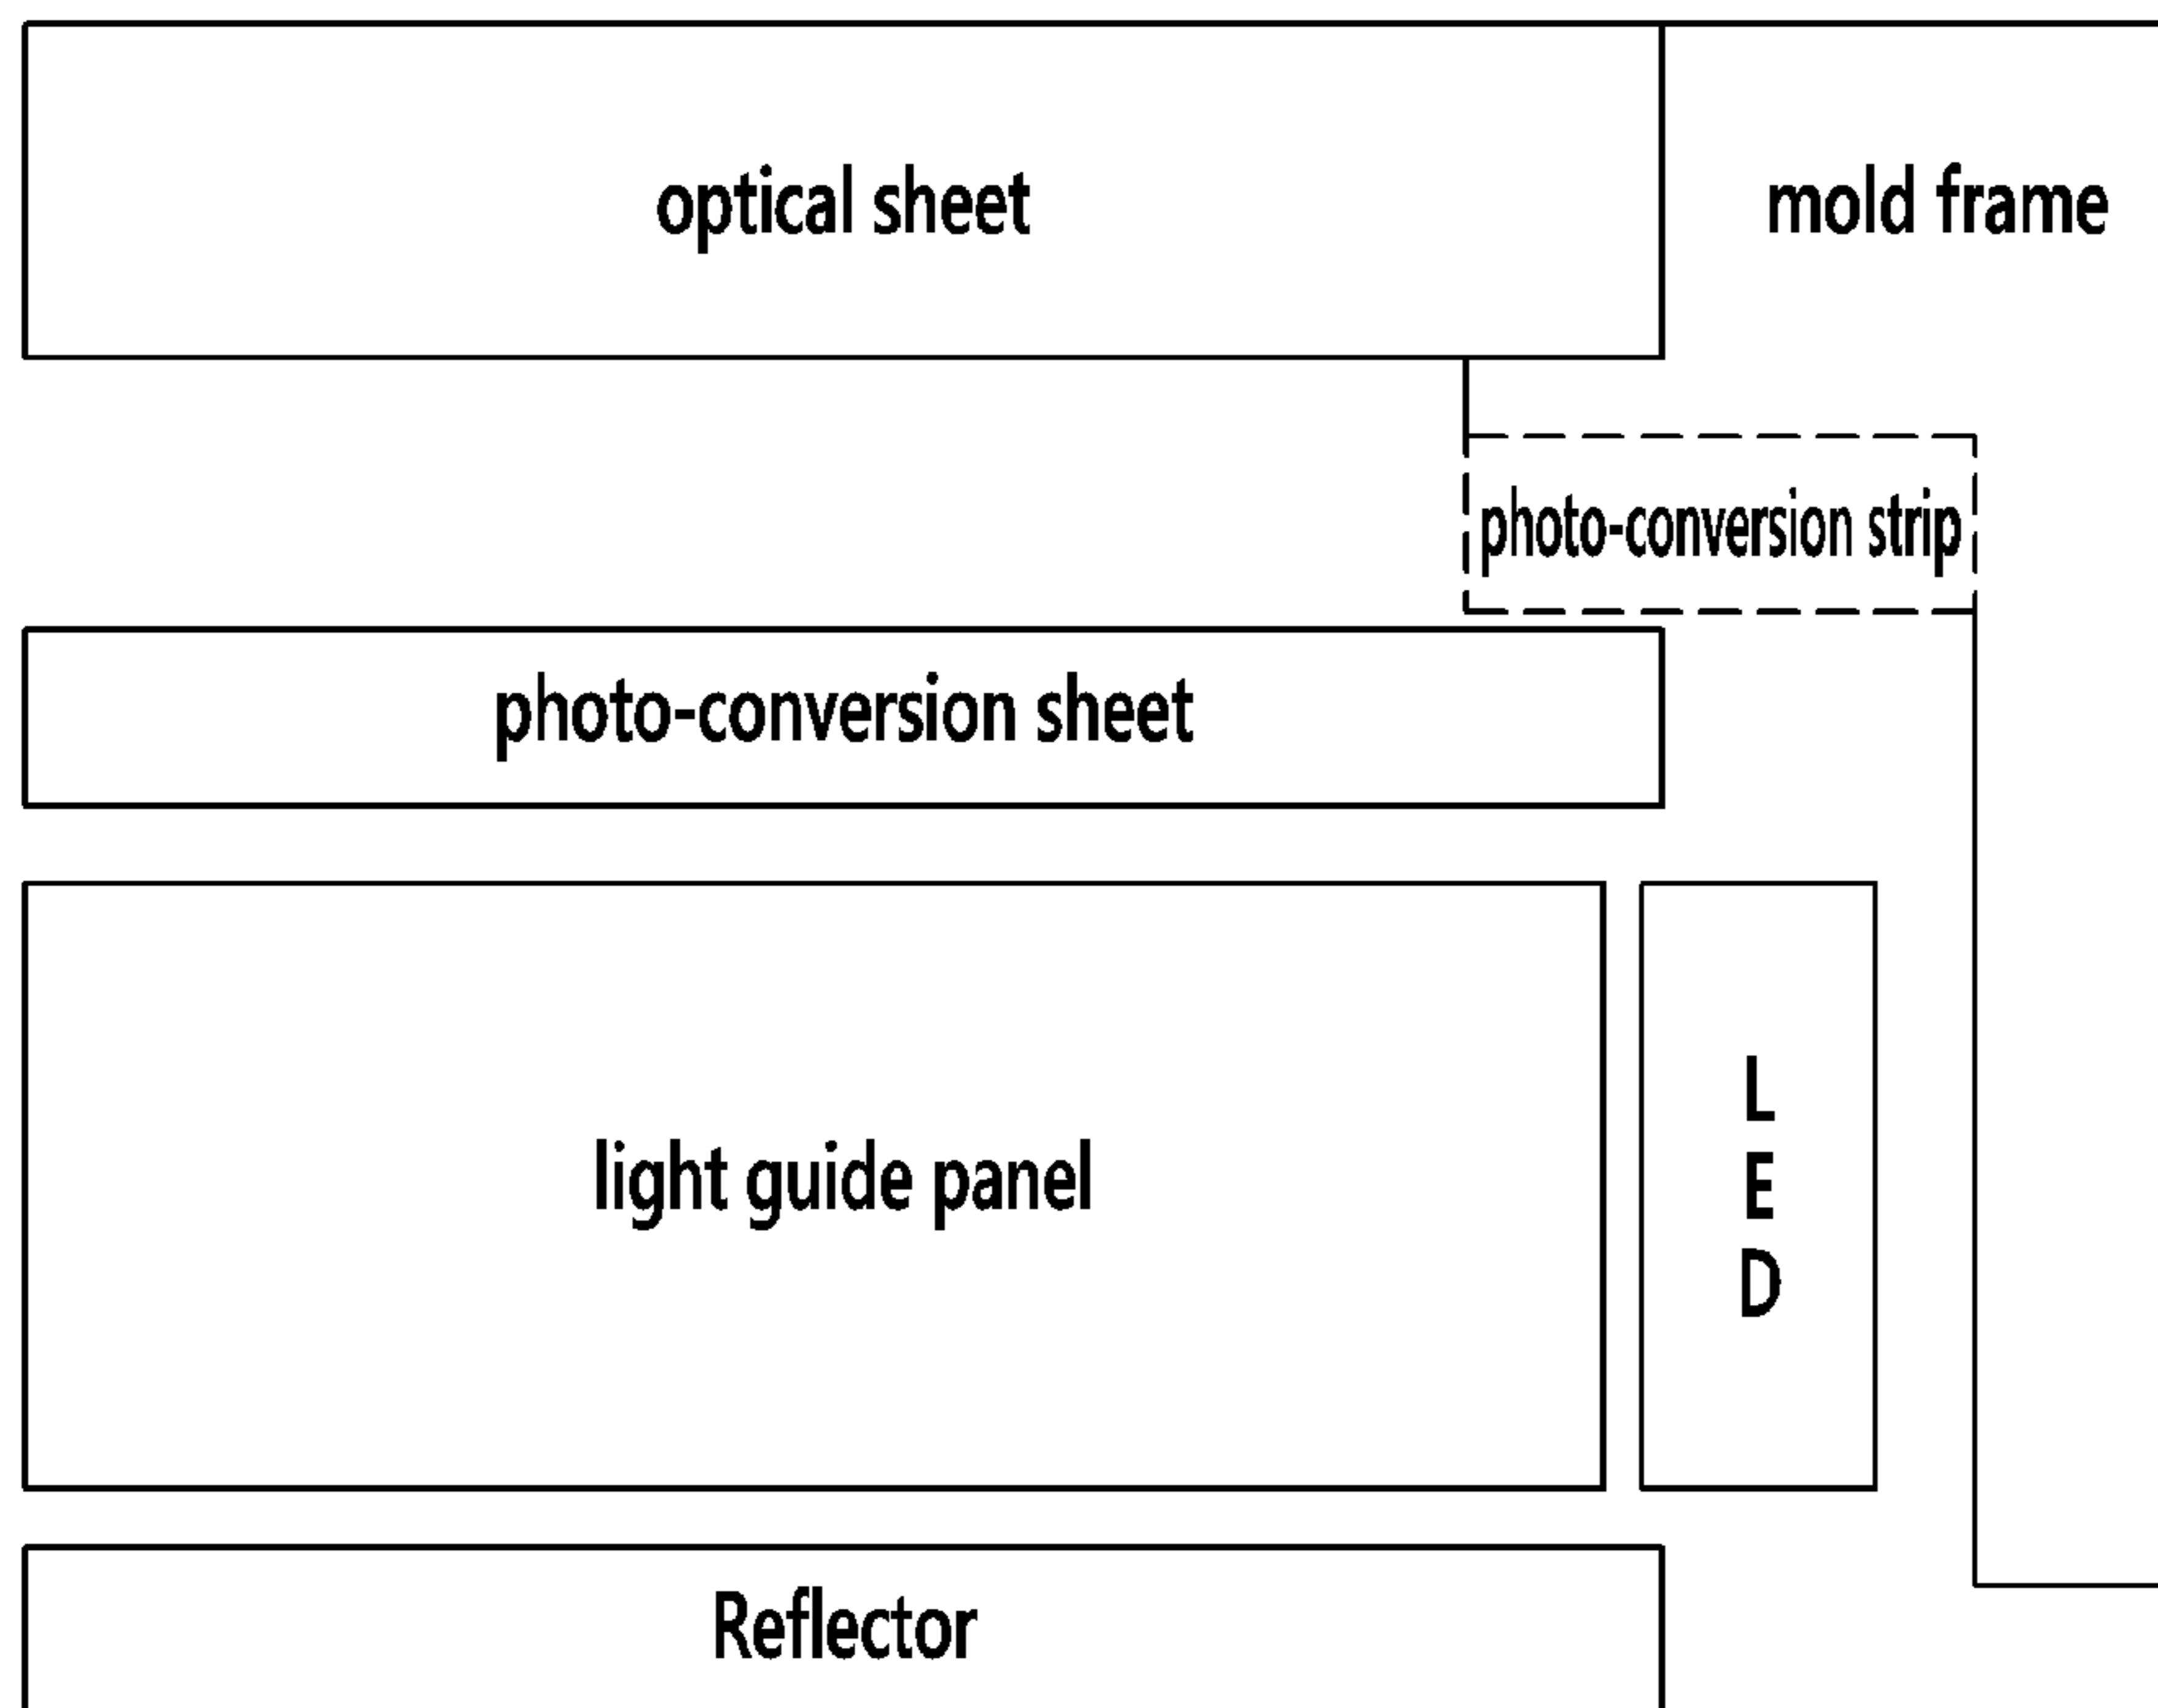 optical sheet
mold frame
photo-conversion strip
photo-conversion sheet
light guide panel
L
E
D
Reflector